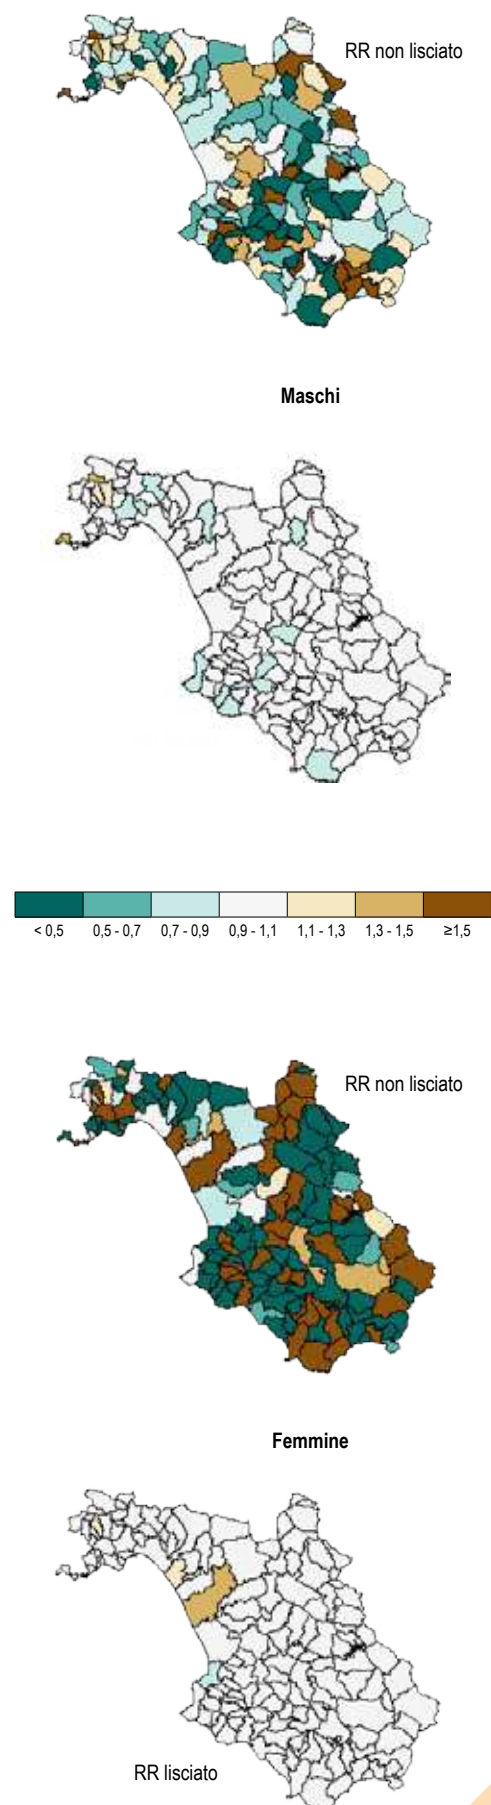 RR non lisciato
Maschi
< 0,5 0,5 - 0,7 0,7 - 0,9 0,9 - 1,1 1,1 - 1,3 1,3 - 1,5 ≥1,5
RR non lisciato
Femmine
RR lisciato